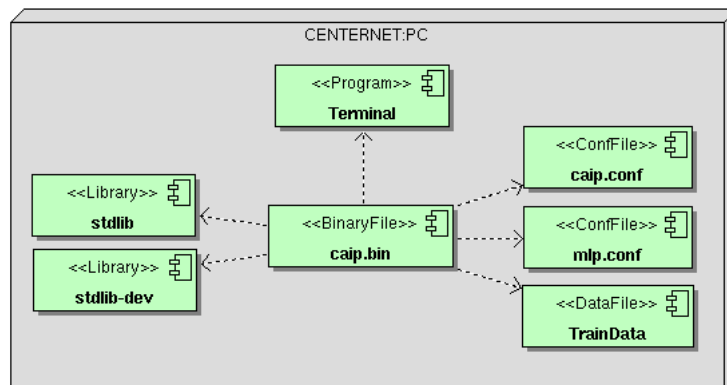 CENTERNET:PC
<<Program>>
Terminal
<<ConfFile>>
caip.conf
<<Library>>
stdlib
<<BinaryFile>>
caip.bin
<<ConfFile>>
mlp.conf
<<Library>>
stdlib-dev
<<DataFile>>
TrainData